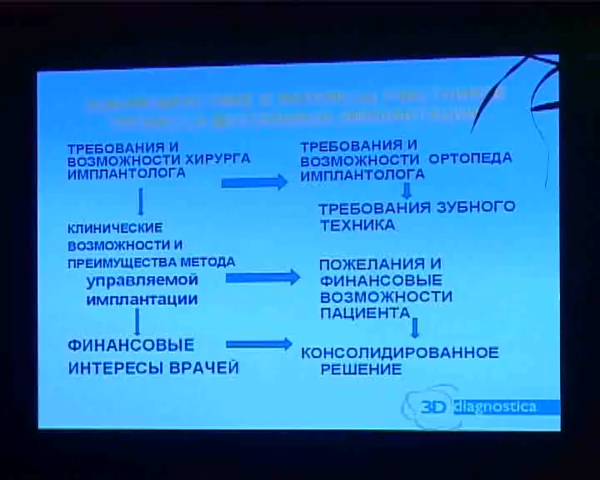 ТРЕБОВАНИЯ И
ВОЗМОЖНОСТИ ХИРУРГА
ИМПЛАНТОЛОГА
ТРЕБОВАНИЯ И
ВОЗМОЖНОСТИ ОРТОПЕДА
ИМПЛАНТОЛОГА
ТРЕБОВАНИЯ ЗУБНОГО
ТЕХНИКА
КЛИНИЧЕСКИЕ
ВОЗМОЖНОСТИ И
ПРЕИМУЩЕСТВА МЕТОДА
управляемой
имплантации
ПОЖЕЛАНИЯ И
ФИНАНСОВЫЕ
ВОЗМОЖНОСТИ
ПАЦИЕНТА
ФИНАНСОВЫЕ
ИНТЕРЕСЫ ВРАЧЕЙ
КОНСОЛИДИРОВАННОЕ
РЕШЕНИЕ
3D diagnostica